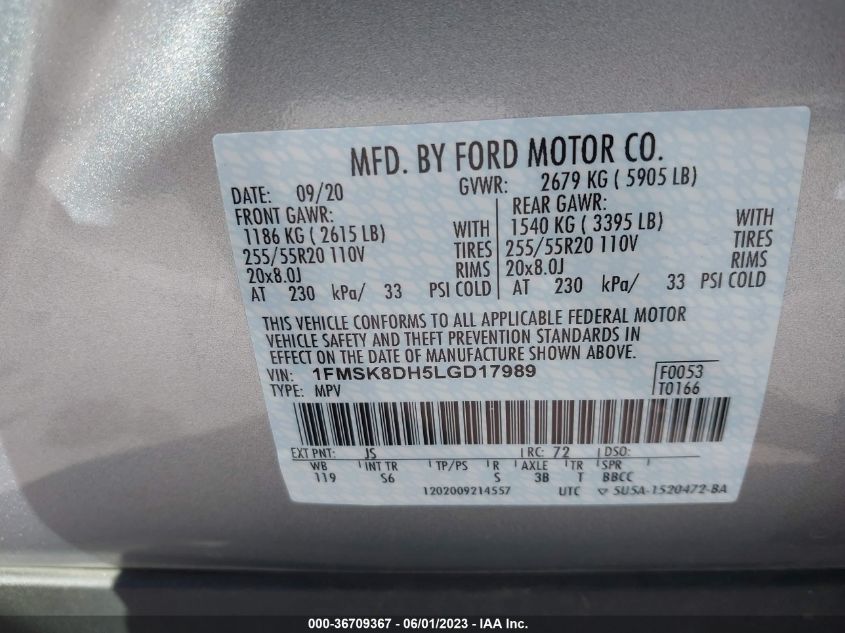 MFD. BY FORD MOTOR CO.
DATE: 09/20 GVWR: 2679 KG ( 5905 LB)
FRONT GAWR: REAR GAWR:
1186 KG ( 2615 LB) WITH 1540 KG ( 3395 LB) WITH
255/55R20 110V TIRES 255/55R20 110V TIRES
20x8.0J RIMS 20x8.0J RIMS
AT 230 kPa/ 33 PSI COLD AT 230 kPa/ 33 PSI COLD
THIS VEHICLE CONFORMS TO ALL APPLICABLE FEDERAL MOTOR
VEHICLE SAFETY AND THEFT PREVENTION STANDARDS IN
EFFECT ON THE DATE OF MANUFACTURE SHOWN ABOVE.
VIN: 1FMSK8DH5LGD17989 F0053
TYPE: MPV T0166
EXT PNT: JS RC: 72 DSO:
WB INT TR TP/PS R AXLE TR SPR
119 S6 S 3B T BBCC
1202009214557 UTC ▽ 5U5A-1520472-BA
000-36709367 - 06/01/2023 - IAA Inc.